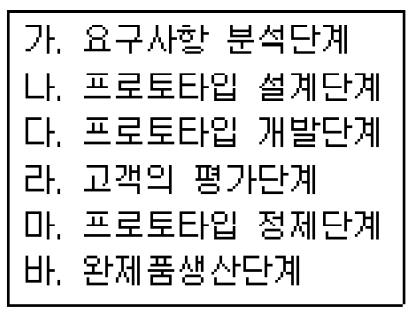 가. 요구사항 분석단계
나. 프로토타입 설계단계
다. 프로토타입 개발단계
라. 고객의 평가단계
마. 프로토타입 정제단계
바. 완제품생산단계